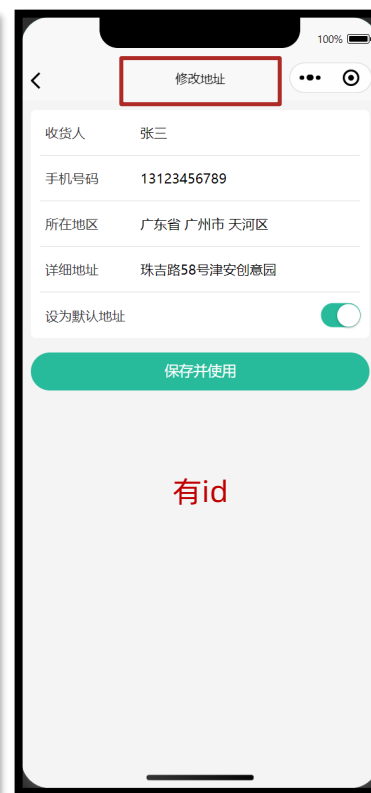 100%
修改地址
收货人 张三
手机号码 13123456789
所在地区 广东省 广州市 天河区
详细地址 珠吉路58号津安创意园
设为默认地址
保存并使用
有id